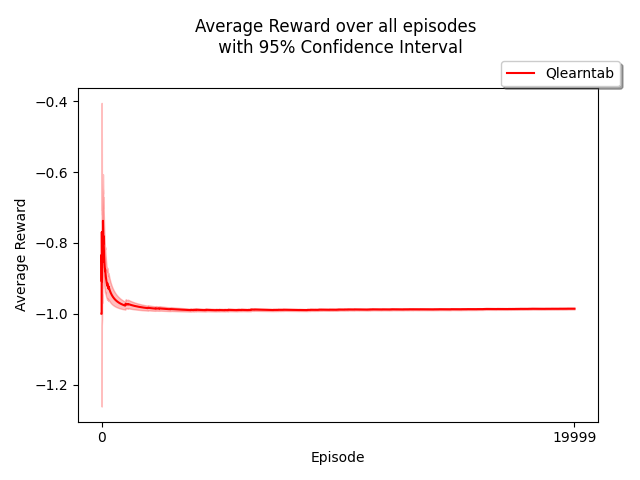 Average Reward over all episodes
with 95% Confidence Interval
Qlearntab
−0.4
−0.6
−0.8
−1.0
−1.2
Average Reward
0
19999
Episode